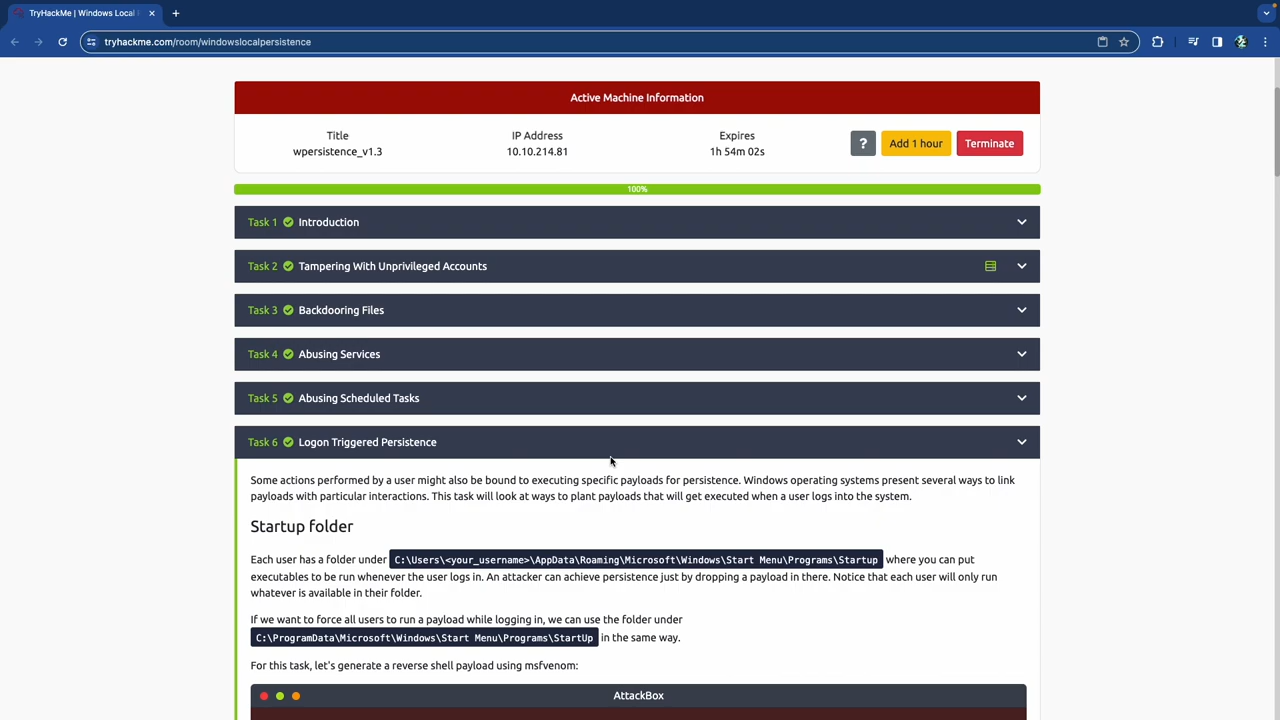 TryHackMe | Windows Local
tryhackme.com/room/windowslocalpersistence
Active Machine Information
Title
IP Address
Expires
wpersistence_v1.3
10.10.214.81
1h 54m 02s
?
Add 1 hour
Terminate
100%
Task 1 Introduction
Task 2 Tampering With Unprivileged Accounts
Task 3 Backdooring Files
Task 4 Abusing Services
Task 5 Abusing Scheduled Tasks
Task 6 Logon Triggered Persistence
Some actions performed by a user might also be bound to executing specific payloads for persistence. Windows operating systems present several ways to link
payloads with particular interactions. This task will look at ways to plant payloads that will get executed when a user logs into the system.
Startup folder
Each user has a folder under C:\Users\<your_username>\AppData\Roaming\Microsoft\Windows\Start Menu\Programs\Startup where you can put
executables to be run whenever the user logs in. An attacker can achieve persistence just by dropping a payload in there. Notice that each user will only run
whatever is available in their folder.
If we want to force all users to run a payload while logging in, we can use the folder under
C:\ProgramData\Microsoft\Windows\Start Menu\Programs\StartUp in the same way.
For this task, let's generate a reverse shell payload using msfvenom:
AttackBox